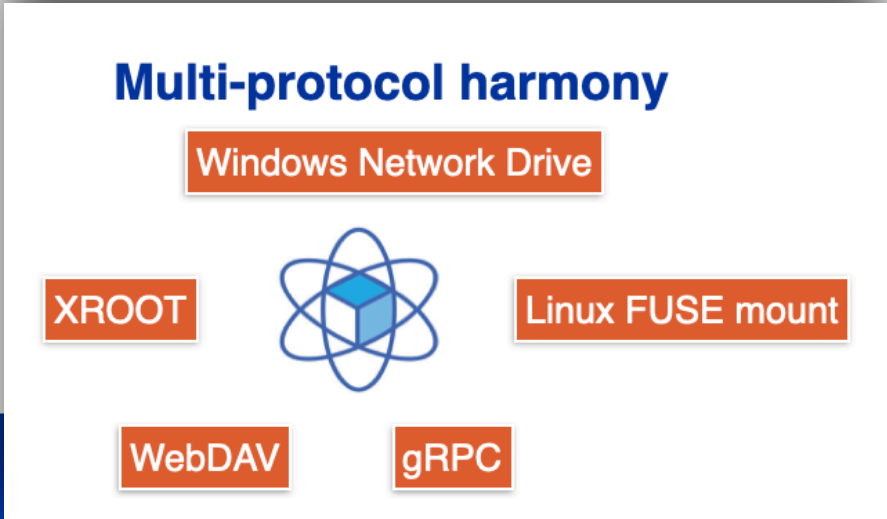 Multi-protocol harmony
Windows Network Drive
XROOT
Linux FUSE mount
WebDAV
gRPC